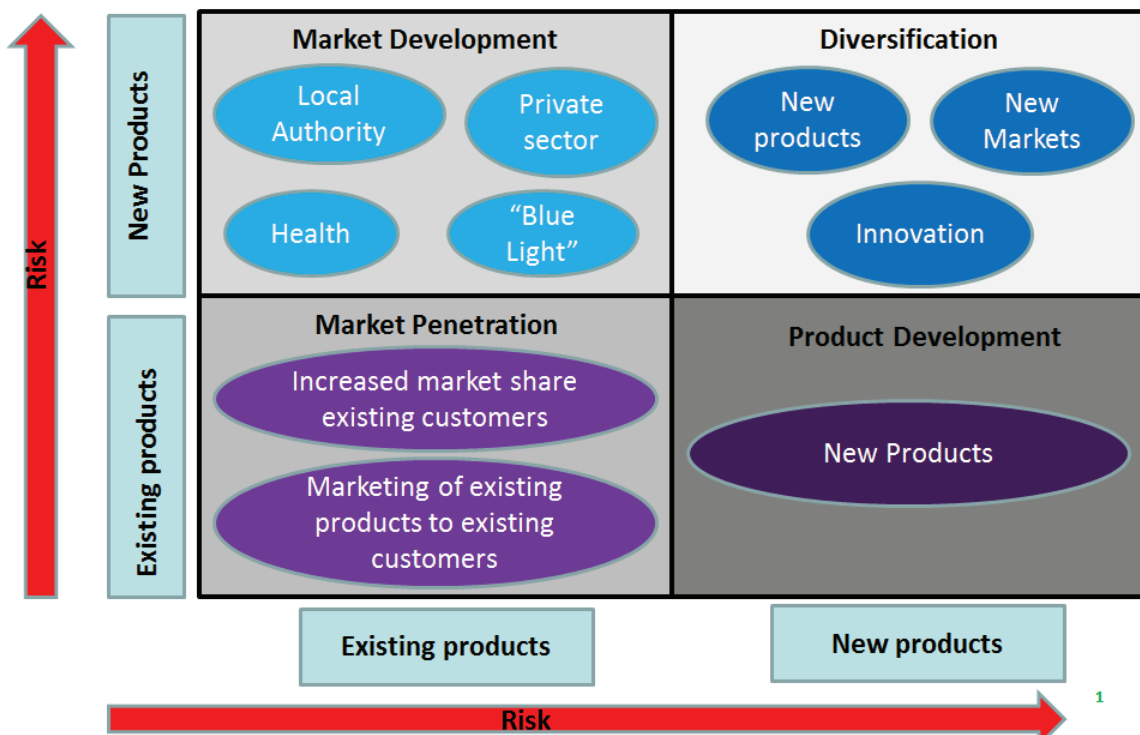 Market Development
Diversification
Local
Authority
Private
sector
New
products
New
Markets
Health
“Blue
Light”
Innovation
New Products
Risk
Market Penetration
Product Development
Increased market share
existing customers
New Products
Marketing of existing
products to existing
customers
Existing products
Existing products
New products
1
Risk